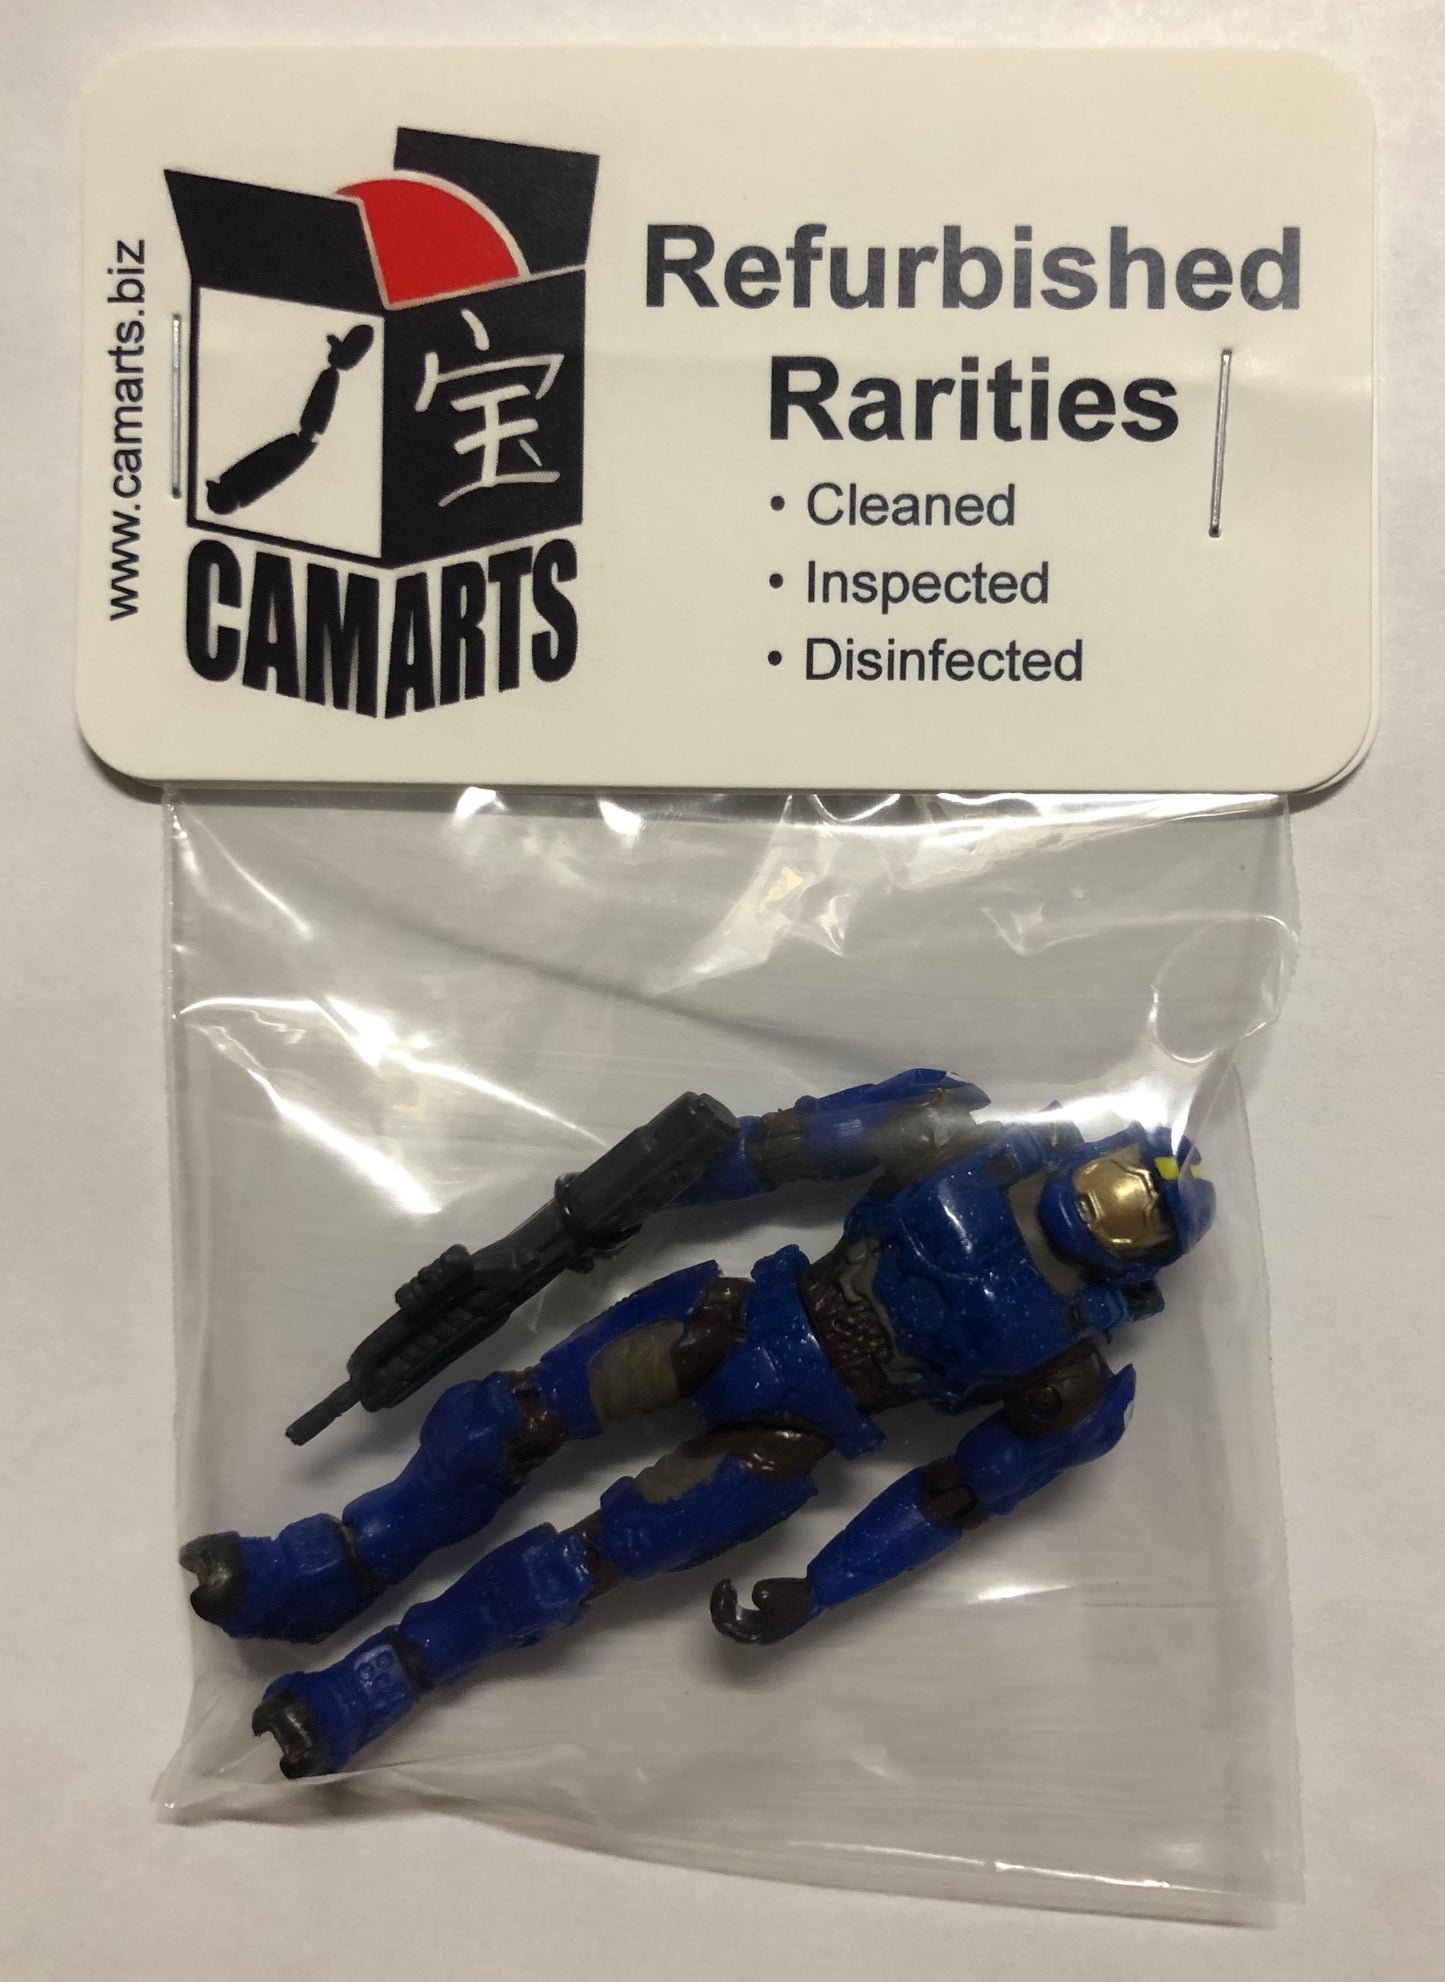 www.camarts.biz
宝
CAMARTS
Refurbished
Rarities
• Cleaned
• Inspected
• Disinfected